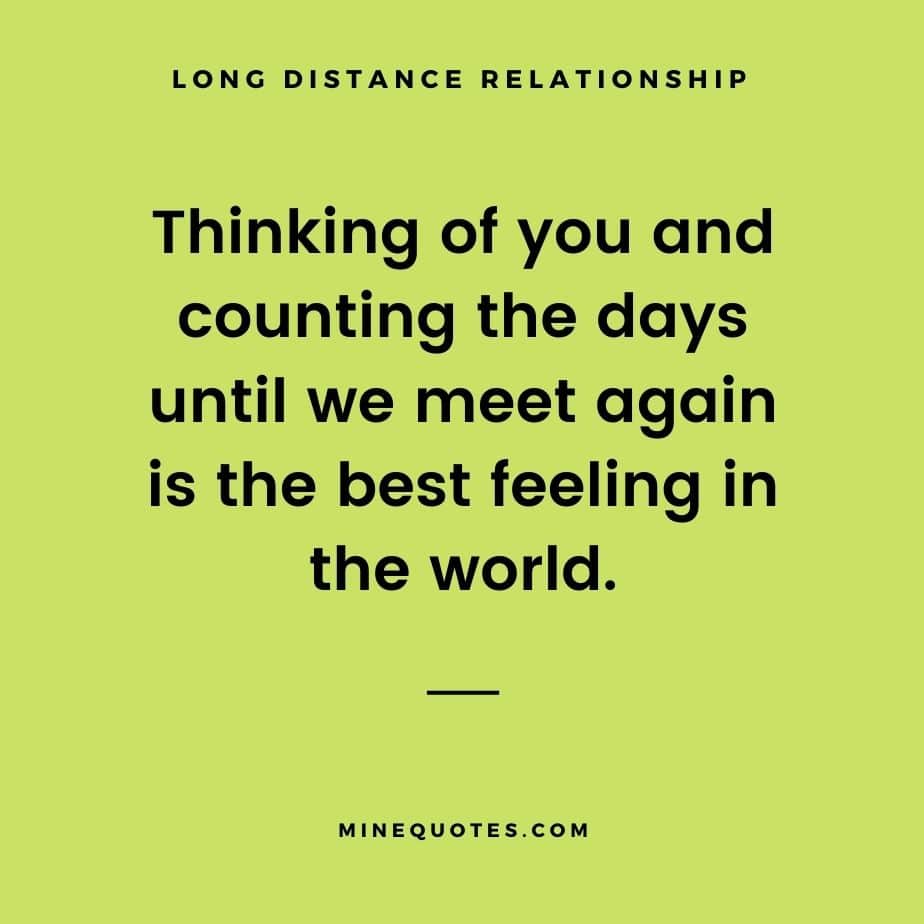 LONG DISTANCE RELATIONSHIP
Thinking of you and
counting the days
until we meet again
is the best feeling in
the world.
MINEQUOTES.COM